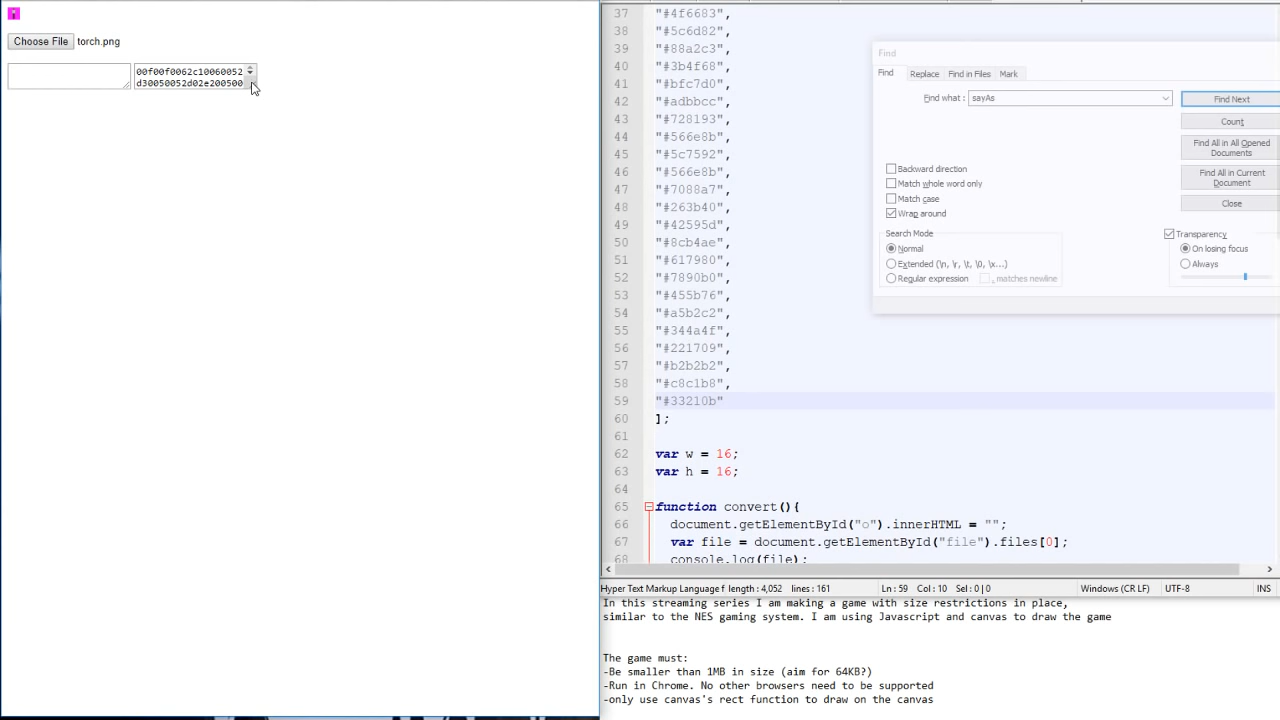 Choose File torch.png
00f00f0062c10060052
d30050052d02e200500
37 "#4f6683",
38 "#5c6d82",
39 "#88a2c3",
40 "#3b4f68",
41 "#bfc7d0",
42 "#adbbcc",
43 "#728193",
44 "#566e8b",
45 "#5c7592",
46 "#566e8b",
47 "#7088a7",
48 "#263b40",
49 "#42595d",
50 "#8cb4ae",
51 "#617980",
52 "#7890b0",
53 "#455b76",
54 "#a5b2c2",
55 "#344a4f",
56 "#221709",
57 "#b2b2b2",
58 "#c8c1b8",
59 "#33210b"
60 ];
61
62 var w = 16;
63 var h = 16;
64
65 function convert(){
66 document.getElementById("o").innerHTML = "";
67 var file = document.getElementById("file").files[0];
68 console.log(file);
Find
Find Replace Find in Files Mark
Find what : sayAs
Find Next
Count
Find All in All Opened
Documents
Find All in Current
Document
Close
Backward direction
Match whole word only
Match case
Wrap around
Search Mode
Normal
Extended (\n, \r, \t, \0, \x...)
Regular expression . matches newline
Transparency
On losing focus
Always
Hyper Text Markup Language f length : 4,052 lines : 161 Ln : 59 Col : 10 Sel : 0 | 0 Windows (CR LF) UTF-8 INS
In this streaming series I am making a game with size restrictions in place,
similar to the NES gaming system. I am using Javascript and canvas to draw the game
The game must:
-Be smaller than 1MB in size (aim for 64KB?)
-Run in Chrome. No other browsers need to be supported
-only use canvas's rect function to draw on the canvas